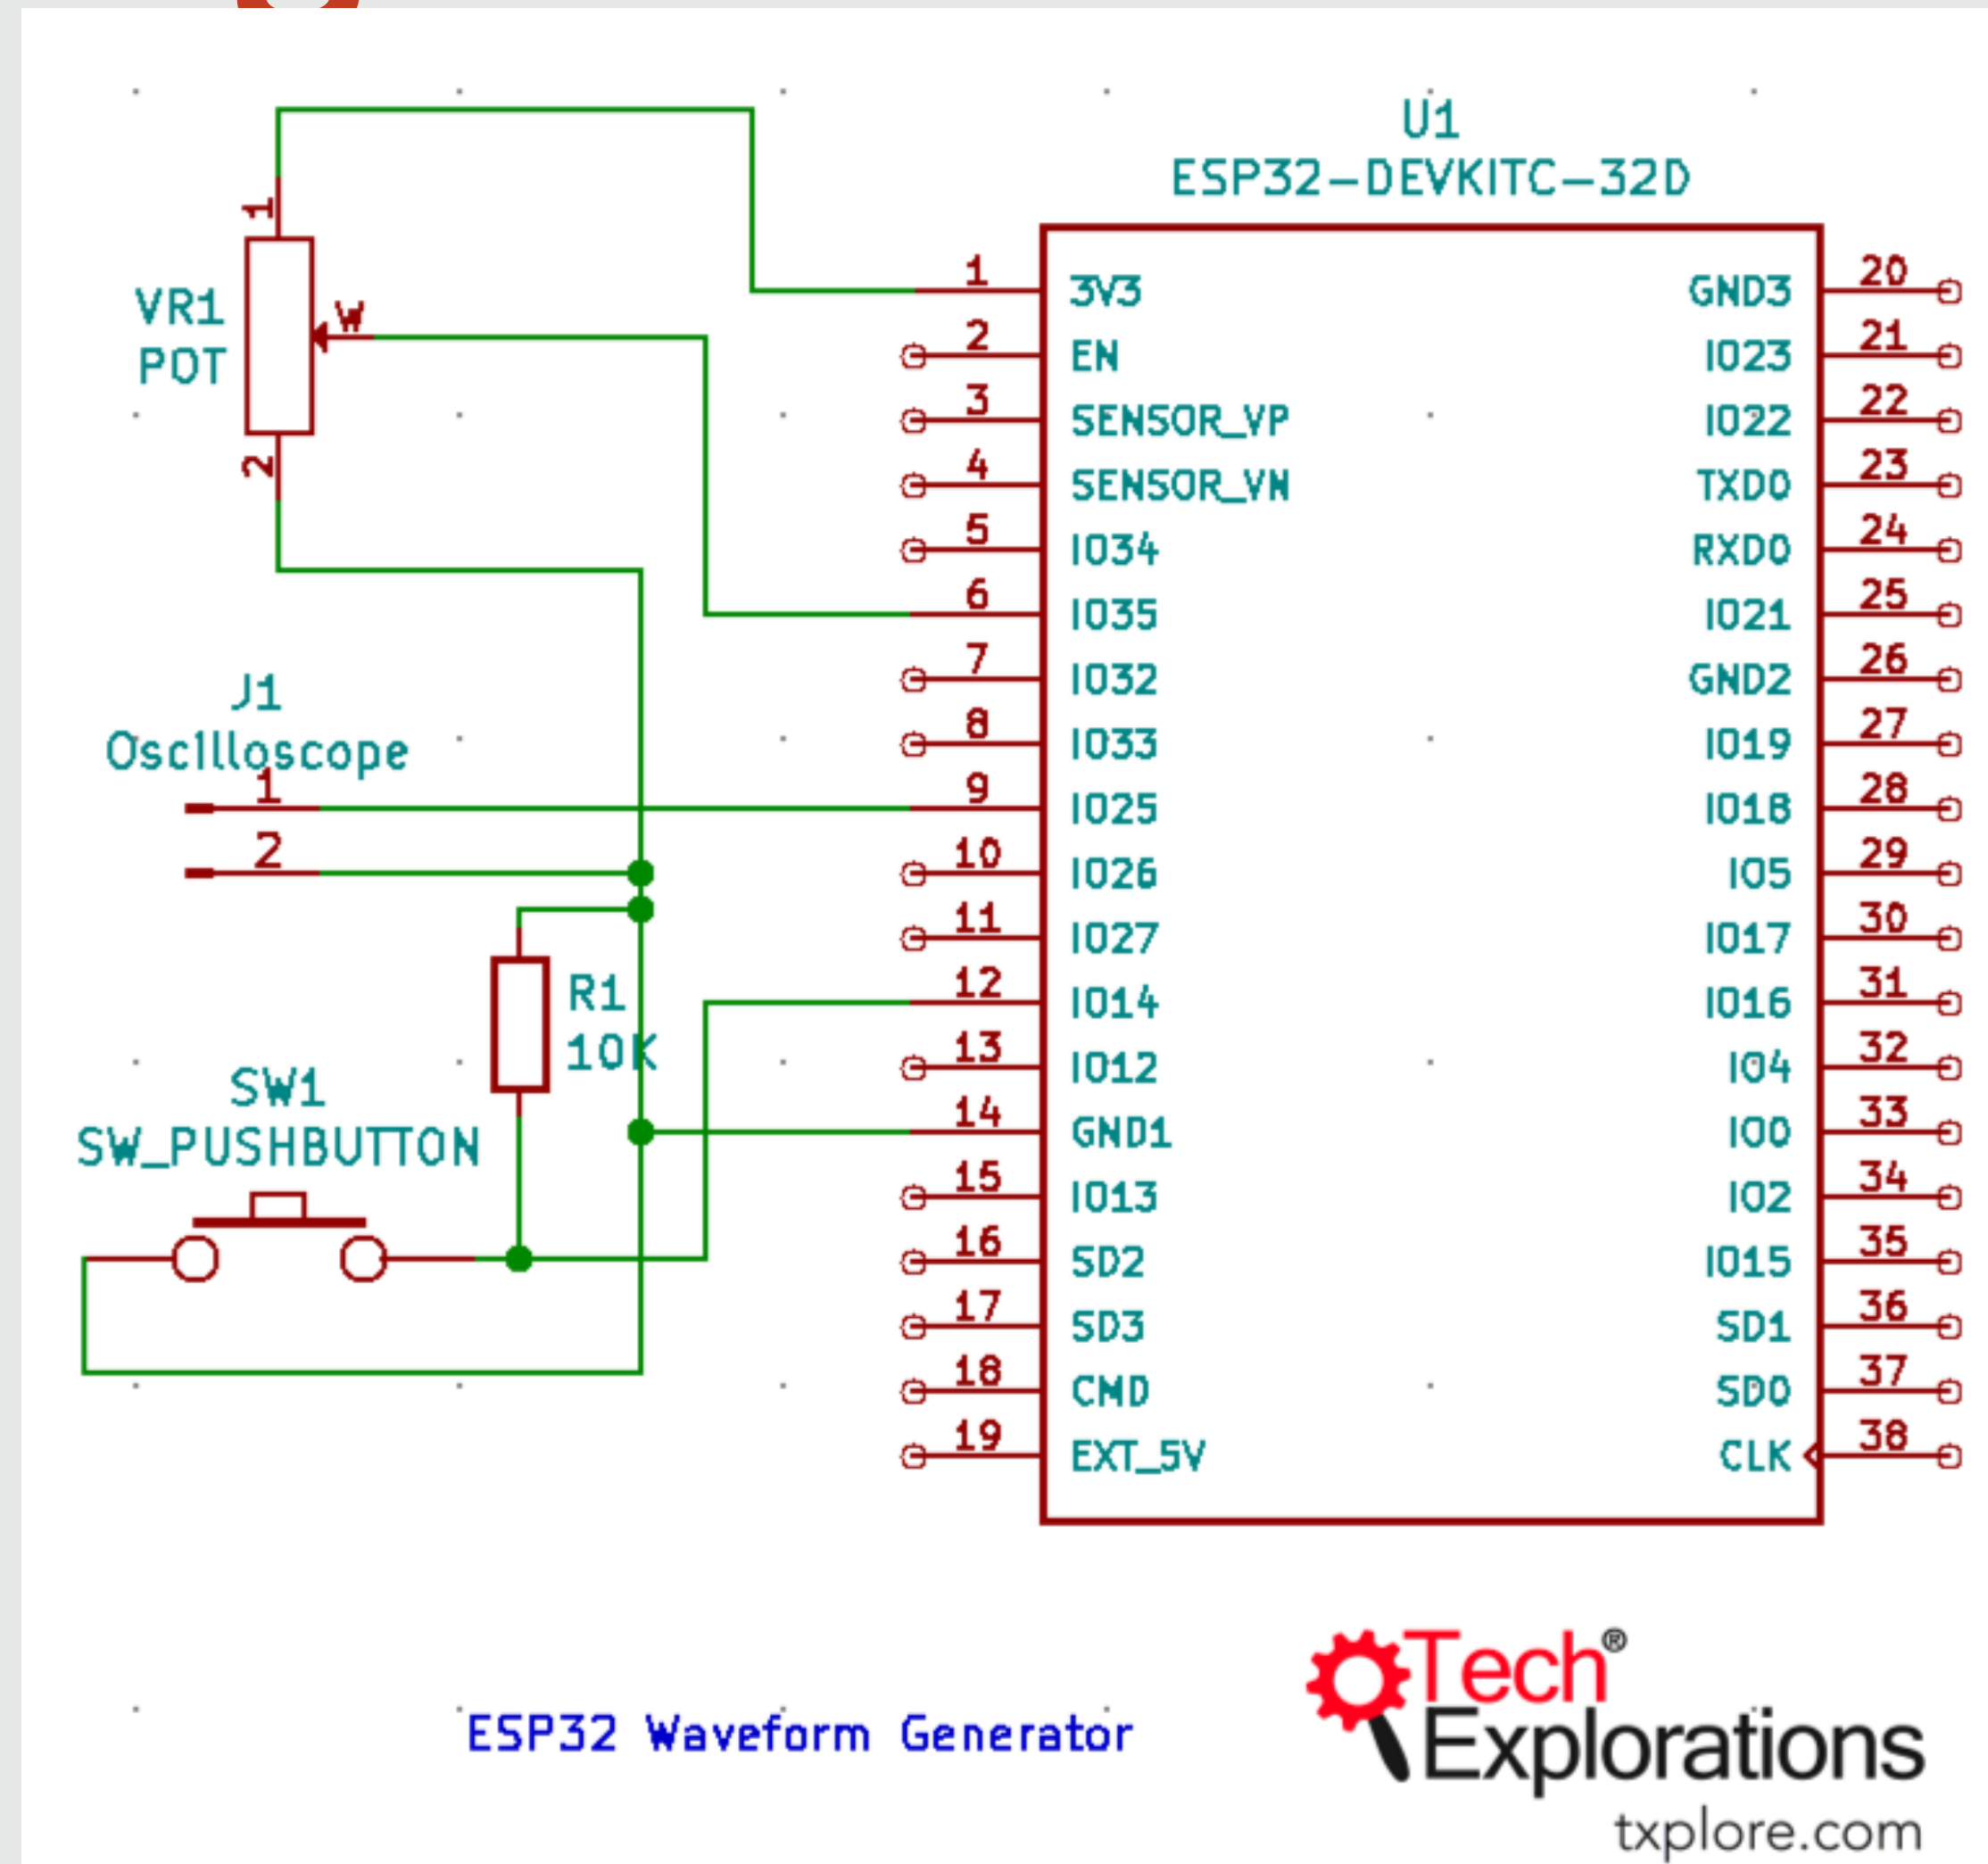 U1
ESP32-DEVKITC-32D
1
VR1
POT
W
2
J1
Oscilloscope
1
2
R1
10K
SW1
SW_PUSHBUTTON
1 3V3
2 EN
3 SENSOR_VP
4 SENSOR_VN
5 IO34
6 IO35
7 IO32
8 IO33
9 IO25
10 IO26
11 IO27
12 IO14
13 IO12
14 GND1
15 IO13
16 SD2
17 SD3
18 CMD
19 EXT_5V
GND3 20
IO23 21
IO22 22
TXD0 23
RXD0 24
IO21 25
GND2 26
IO19 27
IO18 28
IO5 29
IO17 30
IO16 31
IO4 32
IO0 33
IO2 34
IO15 35
SD1 36
SD0 37
CLK 38
ESP32 Waveform Generator
Tech®
Explorations
txplore.com